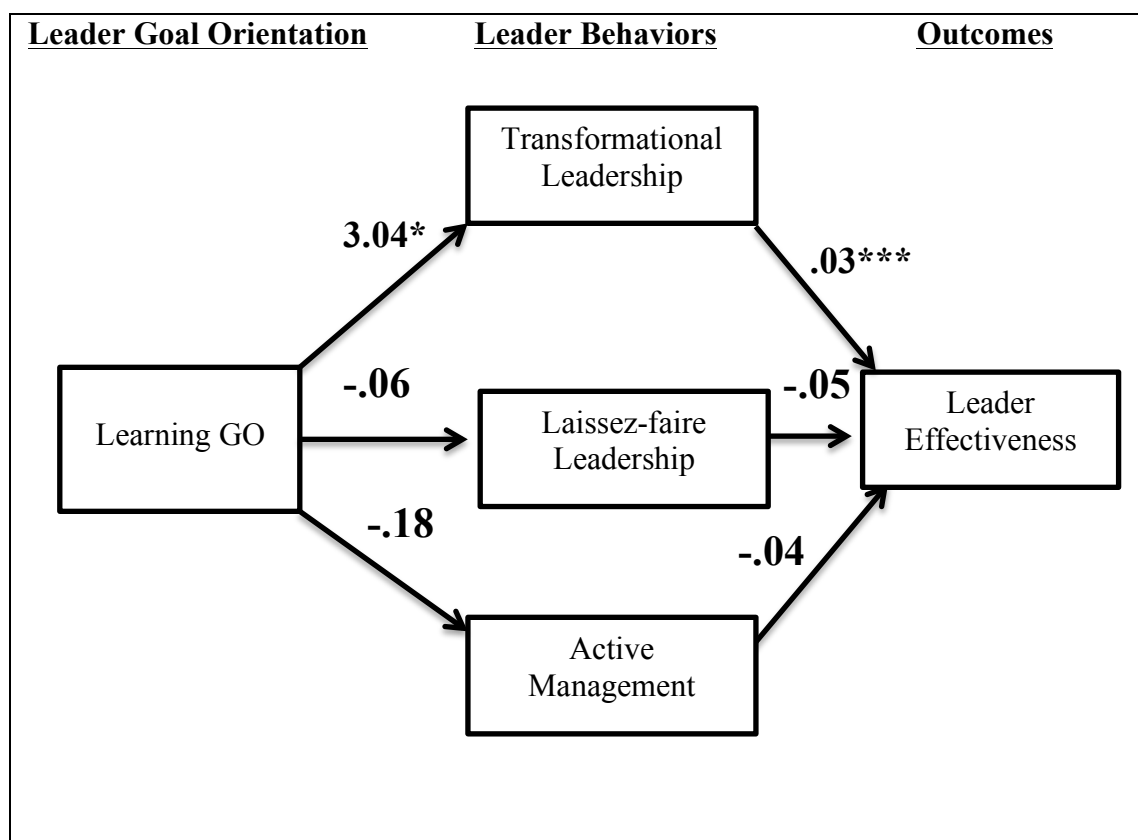 Leader Goal Orientation
Leader Behaviors
Outcomes
Transformational
Leadership
3.04*
.03***
Learning GO
-.06
Laissez-faire
Leadership
-.05
Leader
Effectiveness
-.18
-.04
Active
Management